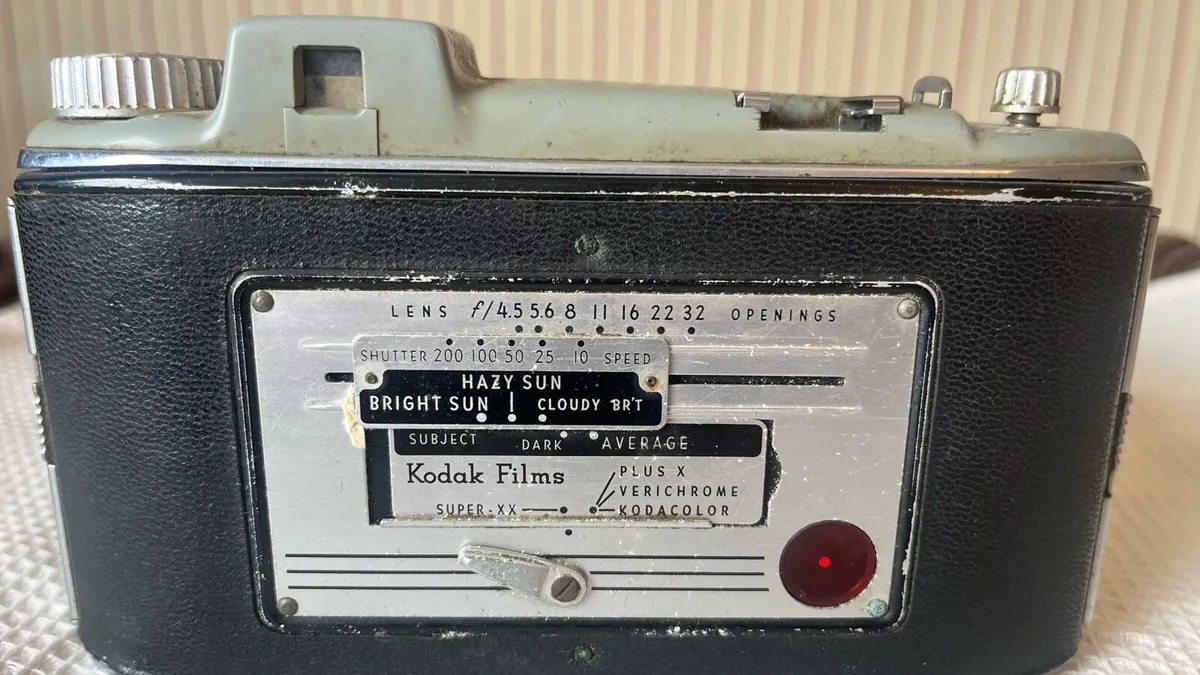 LENS f/4.5 5.6 8 11 16 22 32 OPENINGS
SHUTTER 200 100 50 25 10 SPEED
HAZY SUN
BRIGHT SUN | CLOUDY BR'T
SUBJECT DARK AVERAGE
Kodak Films
PLUS X
VERICHROME
SUPER-XX KODACOLOR